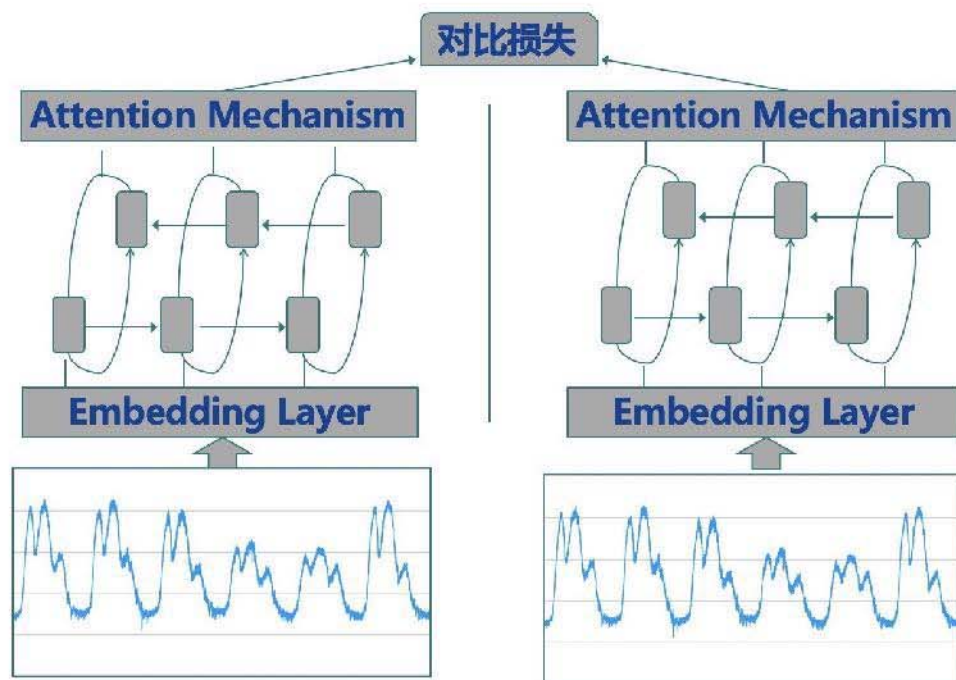 对比损失
Attention Mechanism
Attention Mechanism
Embedding Layer
Embedding Layer